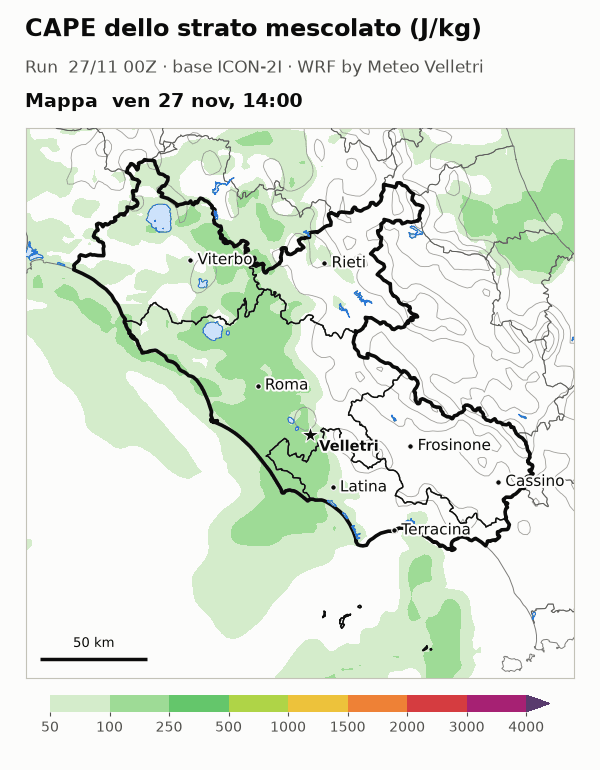 CAPE dello strato mescolato (J/kg)
Run  27/11 00Z · base ICON-2I · WRF by Meteo Velletri
Mappa  ven 27 nov, 14:00
Viterbo
Rieti
Roma
Velletri
Frosinone
Cassino
Latina
Terracina
50 km
50 100 250 500 1000 1500 2000 3000 4000